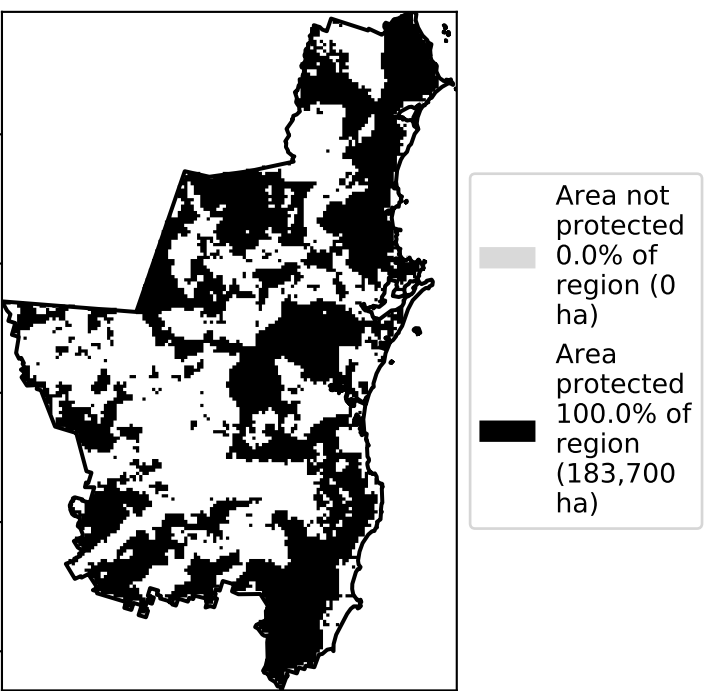 Area not
protected
0.0% of
region (0
ha)
Area
protected
100.0% of
region
(183,700
ha)